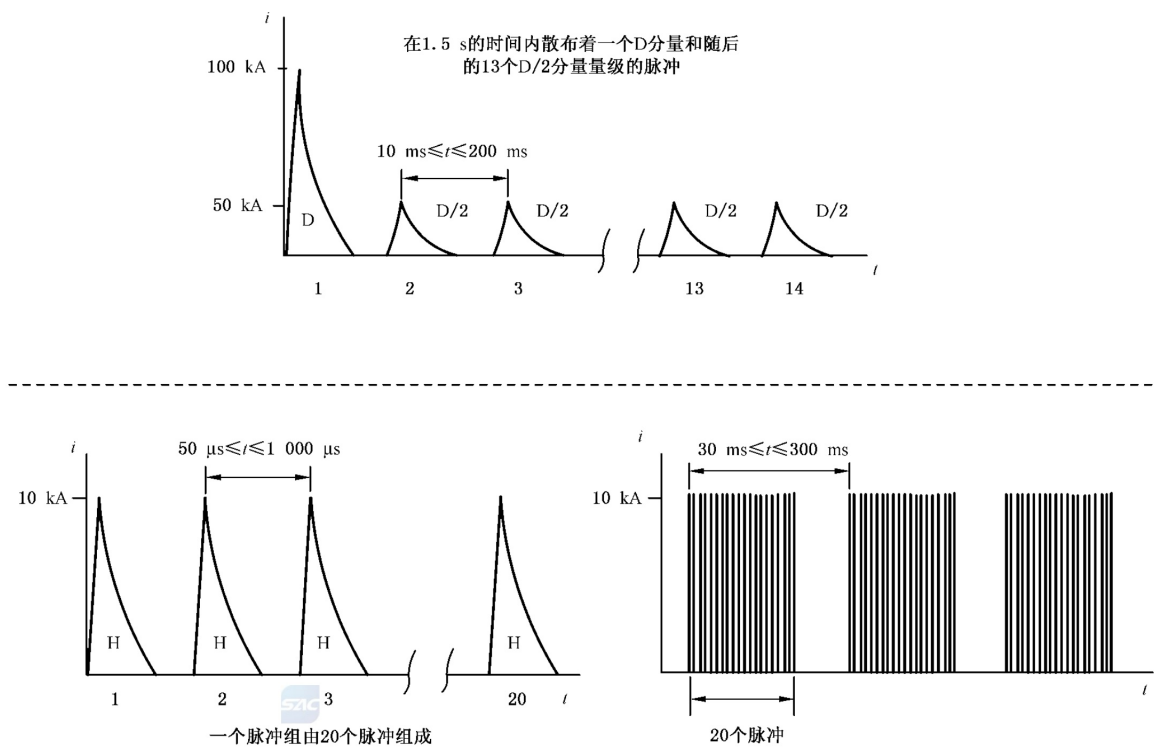 i
在1.5 s的时间内散布着一个D分量和随后
的13个D/2分量量级的脉冲
100 kA
10 ms≤t≤200 ms
50 kA
D
D/2
D/2
D/2
D/2
t
1
2
3
13
14
i
50 μs≤t≤1 000 μs
10 kA
H
H
H
H
1
2
3
20
t
SAC
一个脉冲组由20个脉冲组成
i
30 ms≤t≤300 ms
10 kA
t
20个脉冲